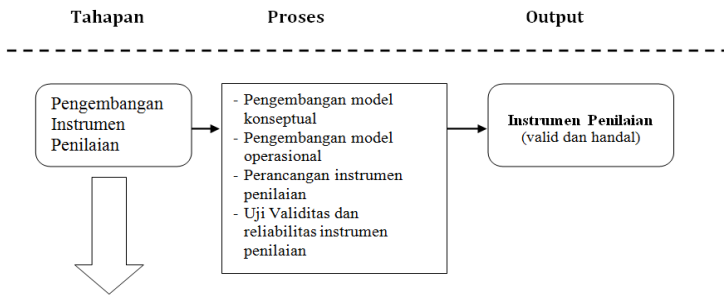 Tahapan
Proses
Output
Pengembangan
Instrumen
Penilaian
- Pengembangan model
konseptual
- Pengembangan model
operasional
- Perancangan instrumen
penilaian
- Uji Validitas dan
reliabilitas instrumen
penilaian
Instrumen Penilaian
(valid dan handal)